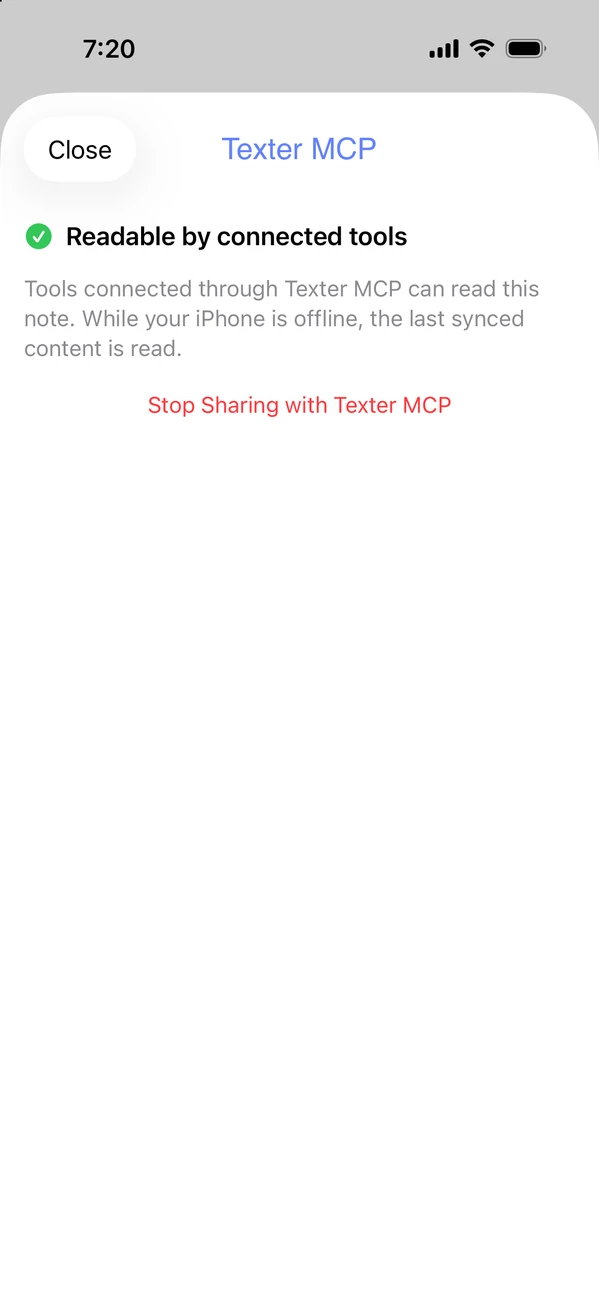 7:20
Close
Texter MCP
Readable by connected tools
Tools connected through Texter MCP can read this
note. While your iPhone is offline, the last synced
content is read.
Stop Sharing with Texter MCP